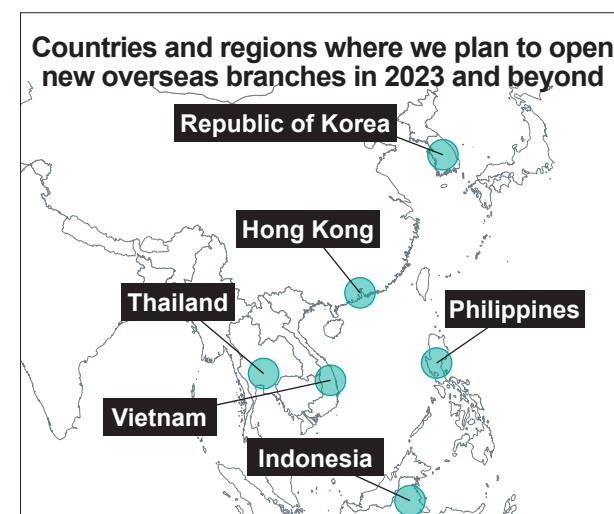 Countries and regions where we plan to open
new overseas branches in 2023 and beyond
Republic of Korea
Hong Kong
Thailand
Philippines
Vietnam
Indonesia